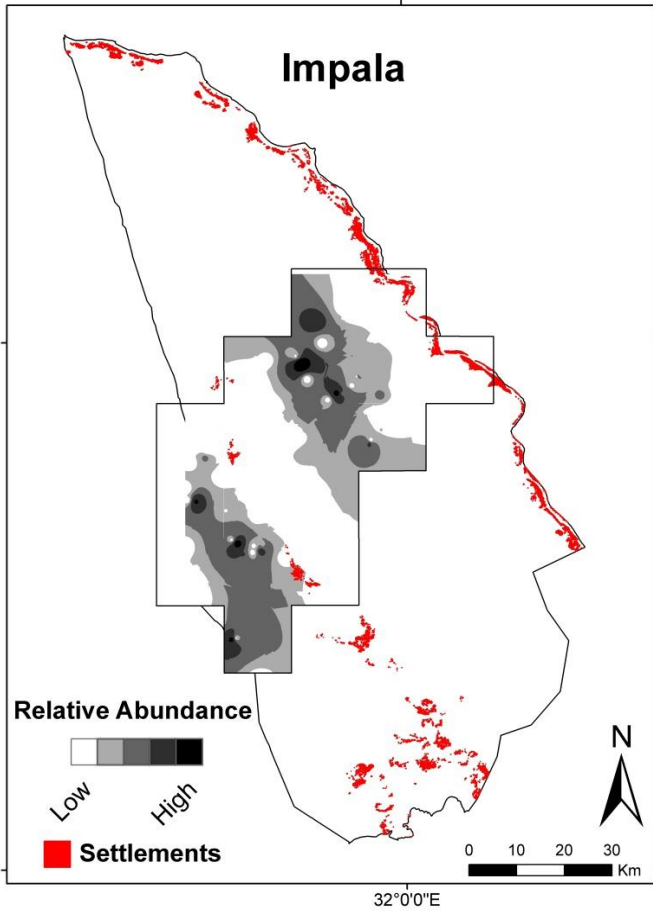 Impala
Relative Abundance
Low
High
Settlements
N
0 10 20 30
Km
32°0'0"E